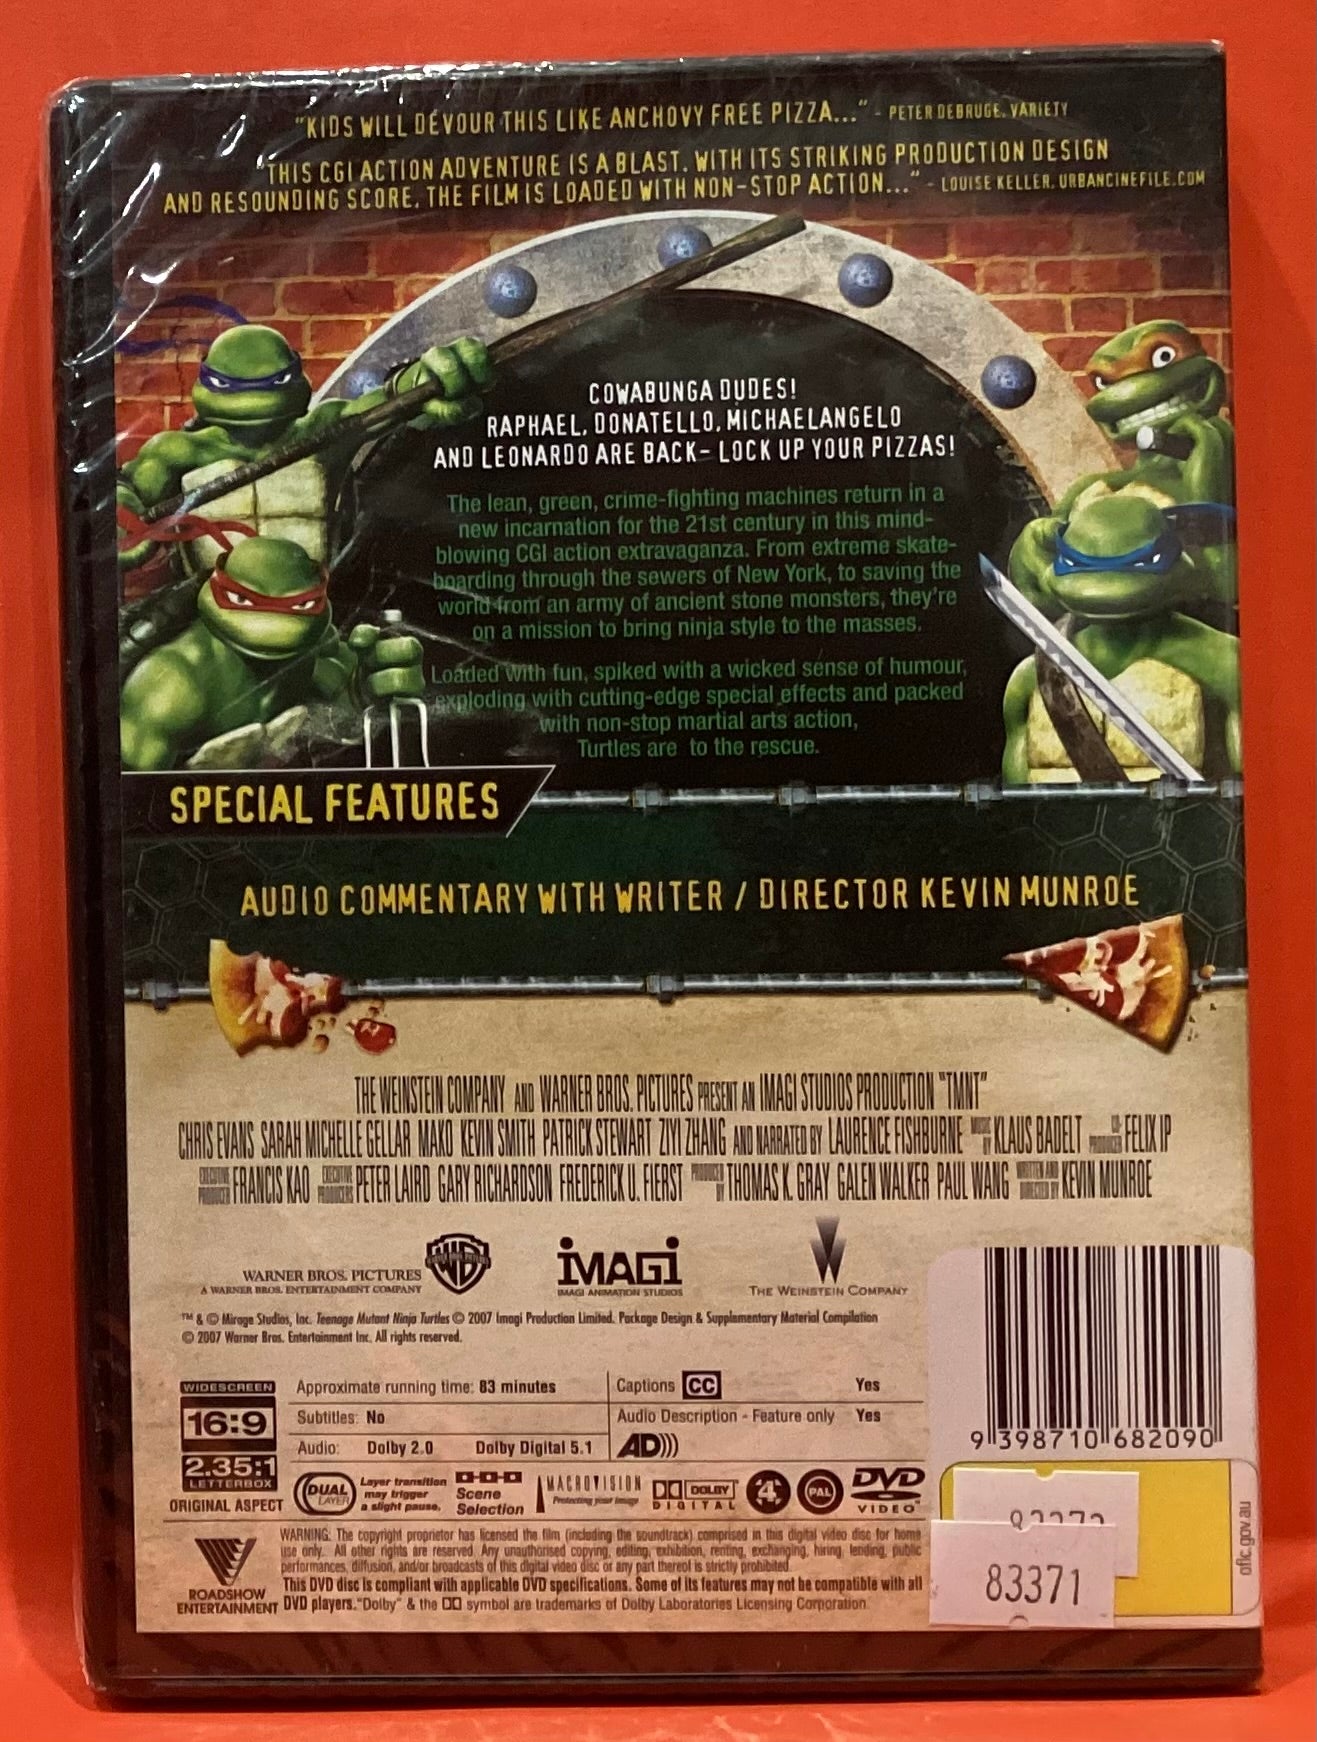 "KIDS WILL DEVOUR THIS LIKE ANCHOVY FREE PIZZA..." - PETER DEBRUGE, VARIETY
"THIS CGI ACTION ADVENTURE IS A BLAST. WITH ITS STRIKING PRODUCTION DESIGN
AND RESOUNDING SCORE, THE FILM IS LOADED WITH NON-STOP ACTION..." - LOUISE KELLER, URBANCINEFILE.COM
COWABUNGA DUDES!
RAPHAEL, DONATELLO, MICHAELANGELO
AND LEONARDO ARE BACK- LOCK UP YOUR PIZZAS!
The lean, green, crime-fighting machines return in a
new incarnation for the 21st century in this mind-
blowing CGI action extravaganza. From extreme skate-
boarding through the sewers of New York, to saving the
world from an army of ancient stone monsters, they're
on a mission to bring ninja style to the masses.
Loaded with fun, spiked with a wicked sense of humour,
exploding with cutting-edge special effects and packed
with non-stop martial arts action,
Turtles are to the rescue.
SPECIAL FEATURES
AUDIO COMMENTARY WITH WRITER / DIRECTOR KEVIN MUNROE
THE WEINSTEIN COMPANY AND WARNER BROS. PICTURES PRESENT AN IMAGI STUDIOS PRODUCTION "TMNT"
CHRIS EVANS SARAH MICHELLE GELLAR MAKO KEVIN SMITH PATRICK STEWART ZIYI ZHANG AND NARRATED BY LAURENCE FISHBURNE MUSIC BY KLAUS BADELT CO-PRODUCER FELIX IP
EXECUTIVE PRODUCER FRANCIS KAO EXECUTIVE PRODUCERS PETER LAIRD GARY RICHARDSON FREDERICK U. FIERST PRODUCED BY THOMAS K. GRAY GALEN WALKER PAUL WANG WRITTEN AND DIRECTED BY KEVIN MUNROE
WARNER BROS. PICTURES
A WARNER BROS. ENTERTAINMENT COMPANY
WB
iMAGi
IMAGI ANIMATION STUDIOS
THE WEINSTEIN COMPANY
™ & © Mirage Studios, Inc. Teenage Mutant Ninja Turtles © 2007 Imagi Production Limited. Package Design & Supplementary Material Compilation
© 2007 Warner Bros. Entertainment Inc. All rights reserved.
WIDESCREEN
16:9
2.35:1
LETTERBOX
ORIGINAL ASPECT
Approximate running time: 83 minutes
Subtitles: No
Audio: Dolby 2.0 Dolby Digital 5.1
Captions CC Yes
Audio Description - Feature only Yes
AD)))
DUAL LAYER
Layer transition
may trigger
a slight pause.
Scene
Selection
MACROVISION
Protecting your image
DOLBY
DIGITAL
4
PAL
DVD
VIDEO
ROADSHOW
ENTERTAINMENT
WARNING: The copyright proprietor has licensed the film (including the soundtrack) comprised in this digital video disc for home
use only. All other rights are reserved. Any unauthorised copying, editing, exhibition, renting, exchanging, hiring, lending, public
performances, diffusion, and/or broadcasts of this digital video disc or any part thereof is strictly prohibited.
This DVD disc is compliant with applicable DVD specifications. Some of its features may not be compatible with all
DVD players. "Dolby" & the DD symbol are trademarks of Dolby Laboratories Licensing Corporation.
9 398710 682090
83371
oflc.gov.au